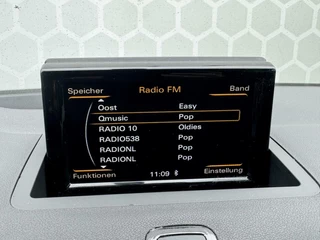 Speicher Radio FM Band
Oost Easy
Qmusic Pop
RADIO 10 Oldies
RADIO538 Pop
RADIONL Pop
RADIONL Pop
Funktionen 11:09 Einstellung